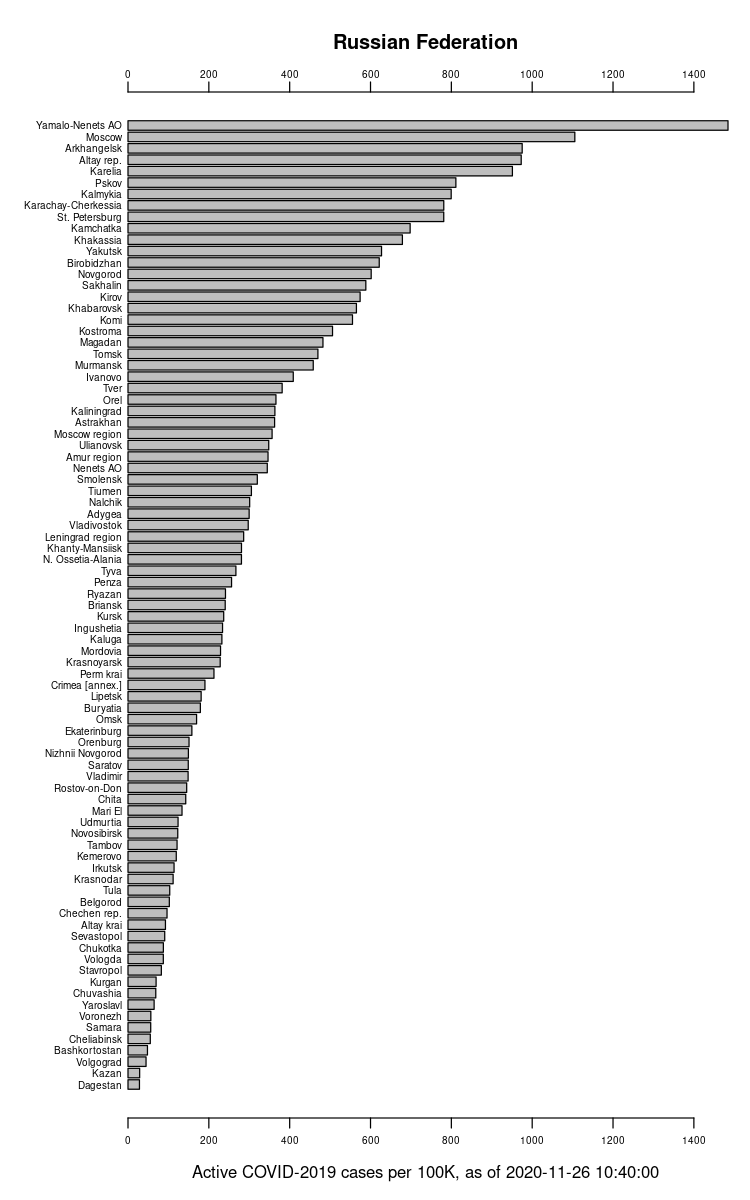 Russian Federation
0 200 400 600 800 1000 1200 1400
Yamalo-Nenets AO
Moscow
Arkhangelsk
Altay rep.
Karelia
Pskov
Kalmykia
Karachay-Cherkessia
St. Petersburg
Kamchatka
Khakassia
Yakutsk
Birobidzhan
Novgorod
Sakhalin
Kirov
Khabarovsk
Komi
Kostroma
Magadan
Tomsk
Murmansk
Ivanovo
Tver
Orel
Kaliningrad
Astrakhan
Moscow region
Ulianovsk
Amur region
Nenets AO
Smolensk
Tiumen
Nalchik
Adygea
Vladivostok
Leningrad region
Khanty-Mansiisk
N. Ossetia-Alania
Tyva
Penza
Ryazan
Briansk
Kursk
Ingushetia
Kaluga
Mordovia
Krasnoyarsk
Perm krai
Crimea [annex.]
Lipetsk
Buryatia
Omsk
Ekaterinburg
Orenburg
Nizhnii Novgorod
Saratov
Vladimir
Rostov-on-Don
Chita
Mari El
Udmurtia
Novosibirsk
Tambov
Kemerovo
Irkutsk
Krasnodar
Tula
Belgorod
Chechen rep.
Altay krai
Sevastopol
Chukotka
Vologda
Stavropol
Kurgan
Chuvashia
Yaroslavl
Voronezh
Samara
Cheliabinsk
Bashkortostan
Volgograd
Kazan
Dagestan
0 200 400 600 800 1000 1200 1400
Active COVID-2019 cases per 100K, as of 2020-11-26 10:40:00